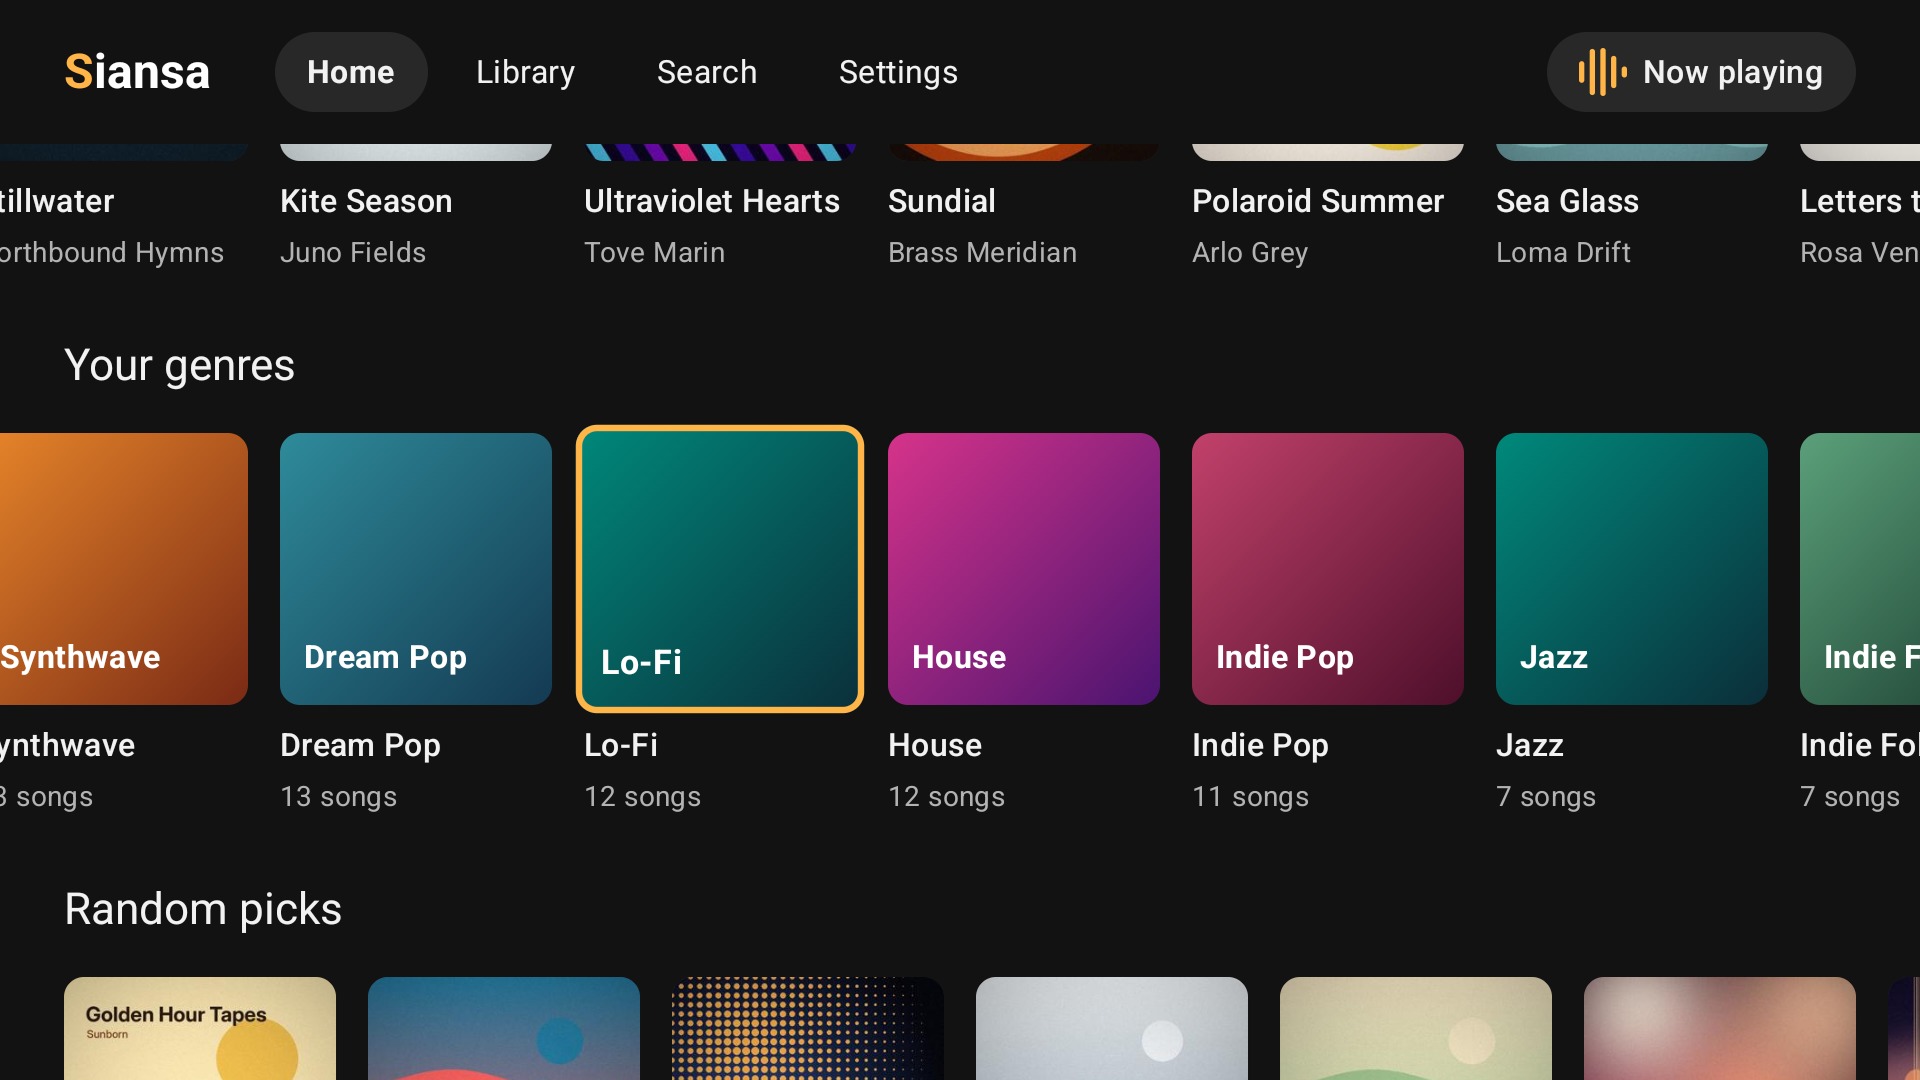 Siansa
Home
Library
Search
Settings
Now playing
tillwater
Kite Season
Ultraviolet Hearts
Sundial
Polaroid Summer
Sea Glass
Letters t
orthbound Hymns
Juno Fields
Tove Marin
Brass Meridian
Arlo Grey
Loma Drift
Rosa Ven
Your genres
Synthwave
Dream Pop
Lo-Fi
House
Indie Pop
Jazz
Indie F
ynthwave
Dream Pop
Lo-Fi
House
Indie Pop
Jazz
Indie Fol
3 songs
13 songs
12 songs
12 songs
11 songs
7 songs
7 songs
Random picks
Golden Hour Tapes
Sunborn